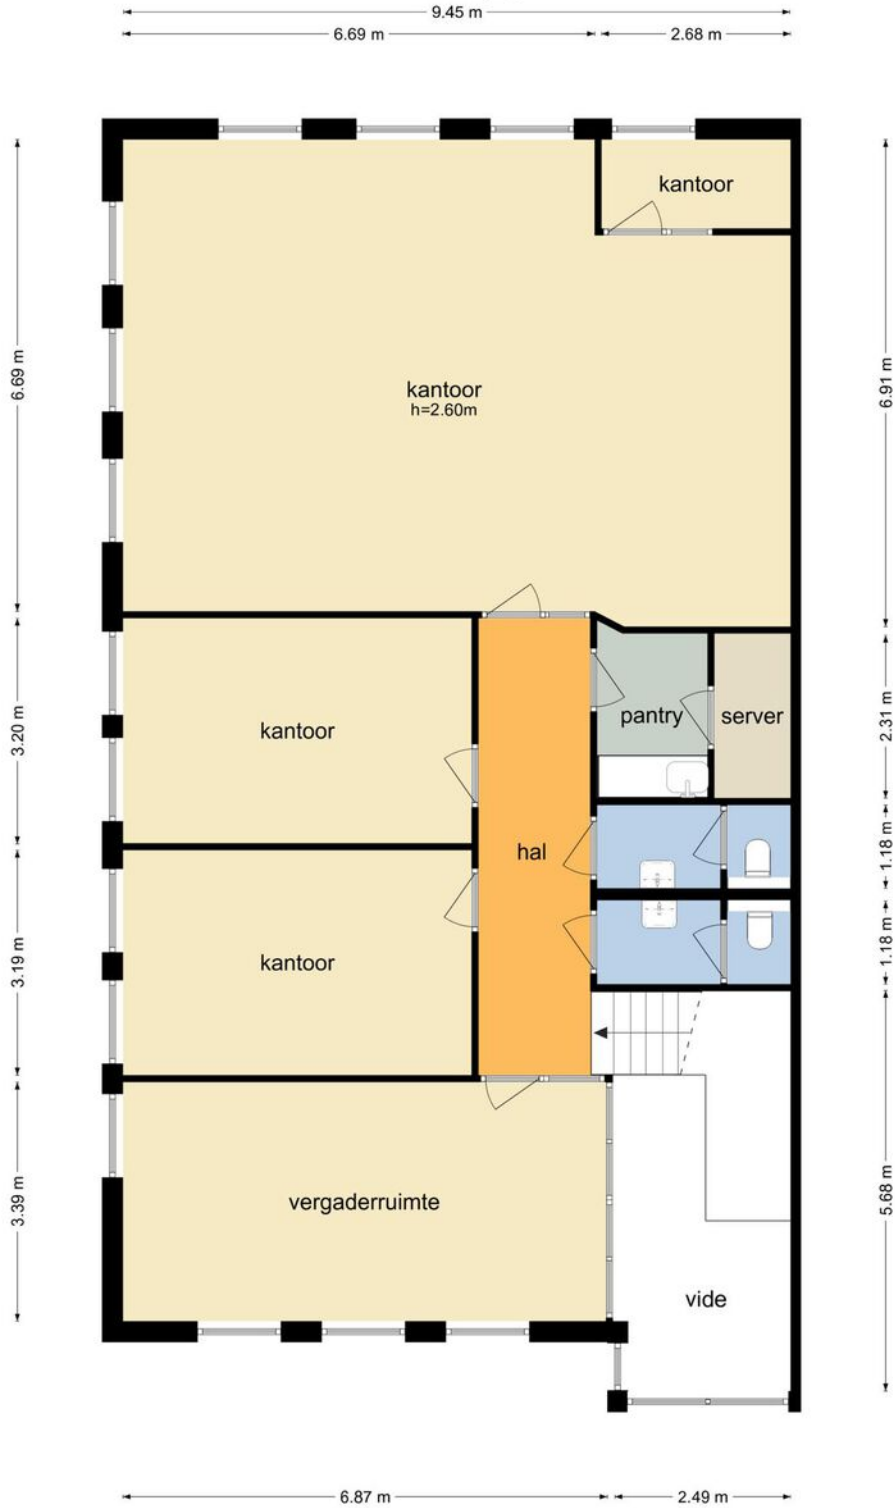 9.45 m
6.69 m
2.68 m
kantoor
6.69 m
6.91 m
kantoor
h=2.60m
kantoor
pantry
server
3.20 m
2.31 m
hal
1.18 m
kantoor
3.19 m
1.18 m
vergaderruimte
3.39 m
5.68 m
vide
6.87 m
2.49 m